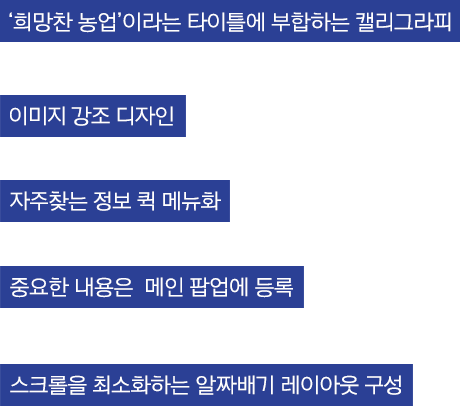 ‘희망찬 농업’이라는 타이틀에 부합하는 캘리그라피
이미지 강조 디자인
자주찾는 정보 퀵 메뉴화
중요한 내용은 메인 팝업에 등록
스크롤을 최소화하는 알짜배기 레이아웃 구성